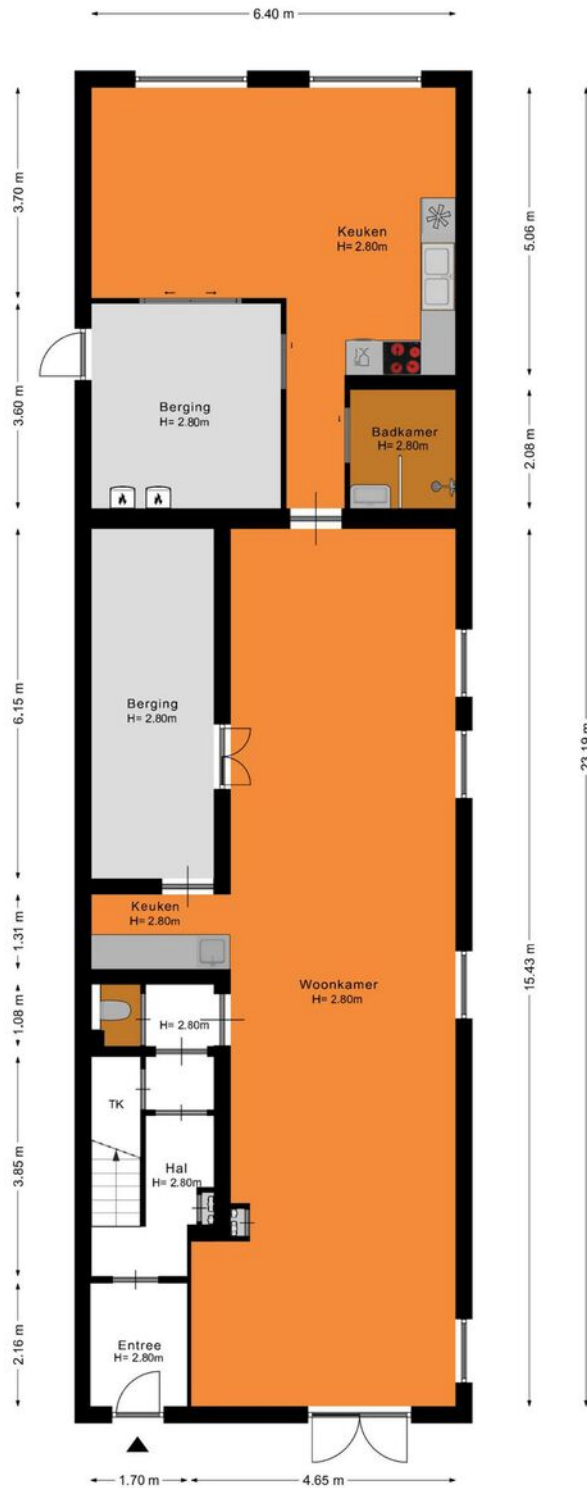 6.40 m
3.70 m
3.60 m
6.15 m
1.31 m
1.08 m
3.85 m
2.16 m
Keuken
H= 2.80m
Berging
H= 2.80m
Badkamer
H= 2.80m
Berging
H= 2.80m
Keuken
H= 2.80m
Woonkamer
H= 2.80m
H= 2.80m
TK
Hal
H= 2.80m
Entree
H= 2.80m
5.06 m
2.08 m
15.43 m
23.19 m
1.70 m
4.65 m